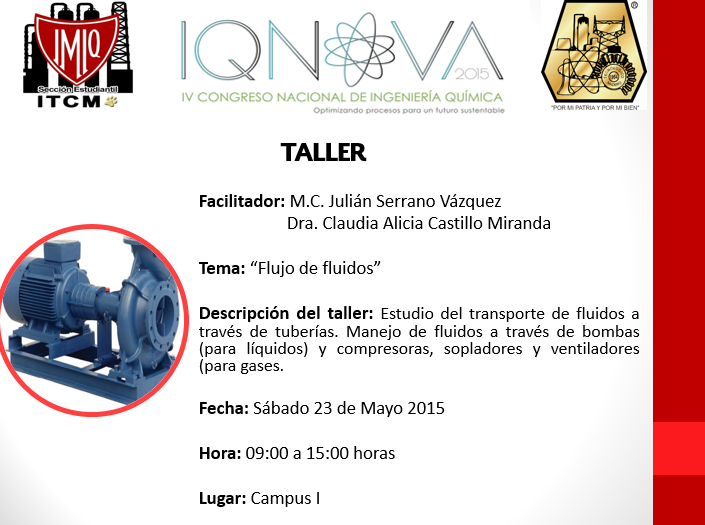 IMIQ
Sección Estudiantil
ITCM
IQNOVA
2015
IV CONGRESO NACIONAL DE INGENIERÍA QUÍMICA
Optimizando procesos para un futuro sustentable
®
"POR MI PATRIA Y POR MI BIEN"
TALLER
Facilitador: M.C. Julián Serrano Vázquez
Dra. Claudia Alicia Castillo Miranda
Tema: “Flujo de fluidos”
Descripción del taller: Estudio del transporte de fluidos a
través de tuberías. Manejo de fluidos a través de bombas
(para líquidos) y compresoras, sopladores y ventiladores
(para gases.
Fecha: Sábado 23 de Mayo 2015
Hora: 09:00 a 15:00 horas
Lugar: Campus I